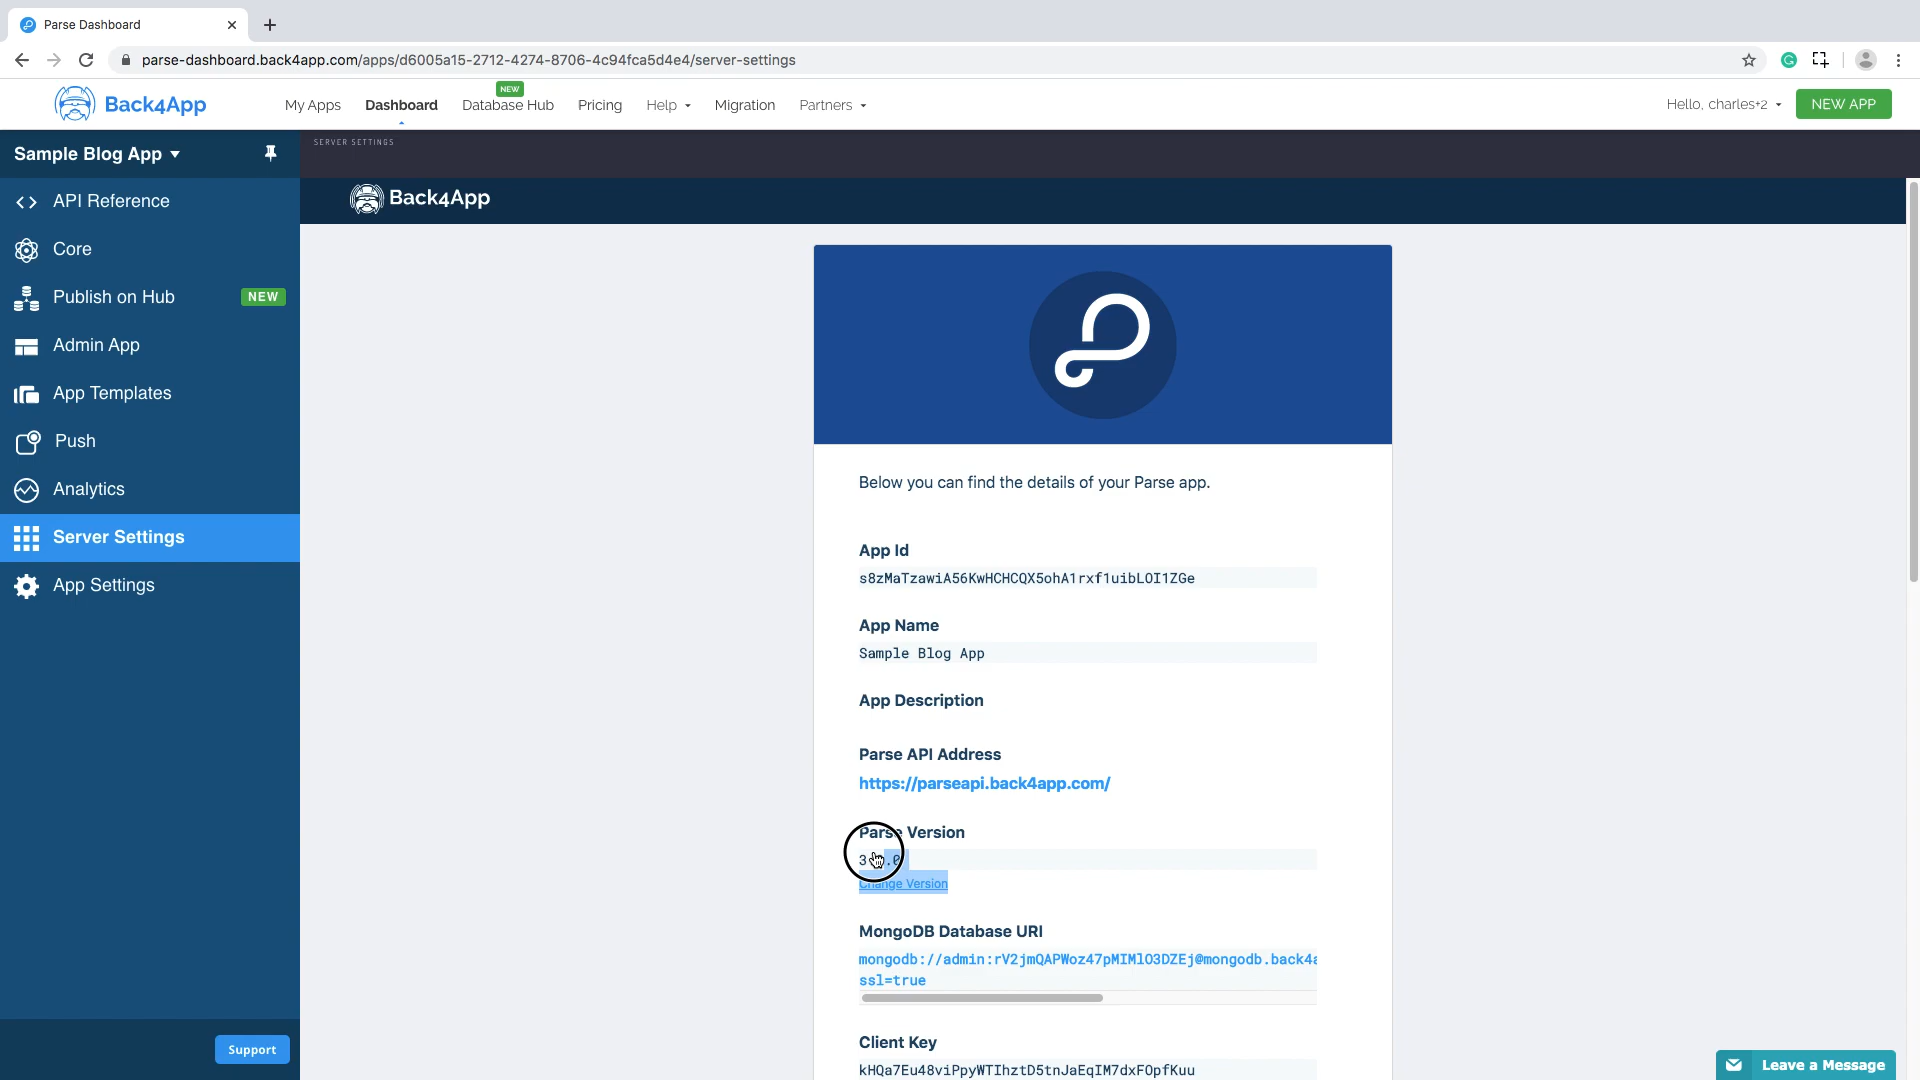 Parse Dashboard
parse-dashboard.back4app.com/apps/d6005a15-2712-4274-8706-4c94fca5d4e4/server-settings
Back4App
My Apps
Dashboard
NEW
Database Hub
Pricing
Help
Migration
Partners
Hello, charles+2
NEW APP
Sample Blog App
SERVER SETTINGS
API Reference
Core
Publish on Hub
NEW
Admin App
App Templates
Push
Analytics
Server Settings
App Settings
Support
Back4App
Below you can find the details of your Parse app.
App Id
s8zMaTzawiA56KwHCHCQX5ohA1rxf1uibLOI1ZGe
App Name
Sample Blog App
App Description
Parse API Address
https://parseapi.back4app.com/
Parse Version
Change Version
MongoDB Database URI
mongodb://admin:rV2jmQAPWoz47pMIMlO3DZEj@mongodb.back4a
ssl=true
Client Key
kHQa7Eu48viPpyWTIhztD5tnJaEqIM7dxFOpfKuu
Leave a Message